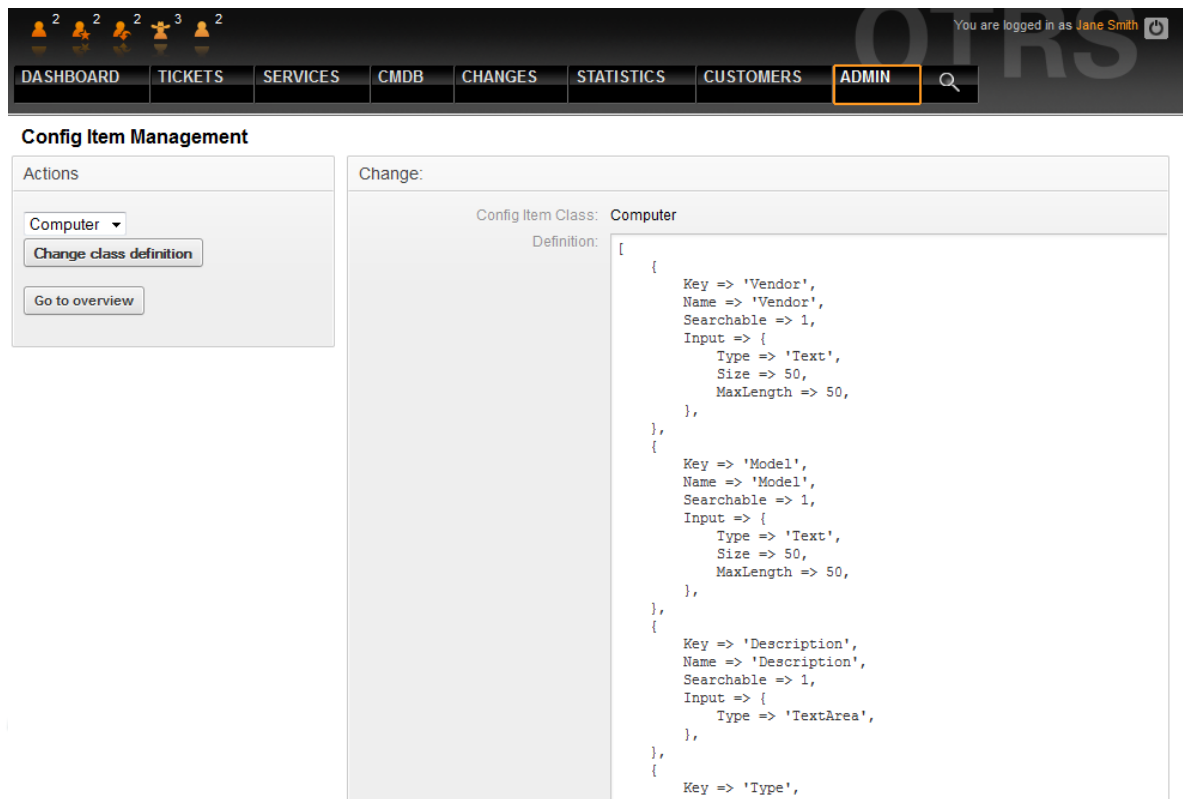 2 2 2 3 2
OTRS
You are logged in as Jane Smith
DASHBOARD TICKETS SERVICES CMDB CHANGES STATISTICS CUSTOMERS ADMIN
Config Item Management
Actions
Computer
Change class definition
Go to overview
Change:
Config Item Class: Computer
Definition:
[
    {
        Key => 'Vendor',
        Name => 'Vendor',
        Searchable => 1,
        Input => {
            Type => 'Text',
            Size => 50,
            MaxLength => 50,
        },
    },
    {
        Key => 'Model',
        Name => 'Model',
        Searchable => 1,
        Input => {
            Type => 'Text',
            Size => 50,
            MaxLength => 50,
        },
    },
    {
        Key => 'Description',
        Name => 'Description',
        Searchable => 1,
        Input => {
            Type => 'TextArea',
        },
    },
    {
        Key => 'Type',